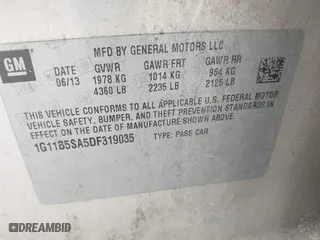 GM
MFD BY GENERAL MOTORS LLC
DATE GVWR GAWR FRT GAWR RR
06/13 1978 KG 1014 KG 964 KG
4360 LB 2235 LB 2125 LB
THIS VEHICLE CONFORMS TO ALL APPLICABLE U.S. FEDERAL MOTOR
VEHICLE SAFETY, BUMPER, AND THEFT PREVENTION STANDARDS IN
EFFECT ON THE DATE OF MANUFACTURE SHOWN ABOVE.
1G11B5SA5DF319035 TYPE: PASS CAR
DEALERSHIP.COM